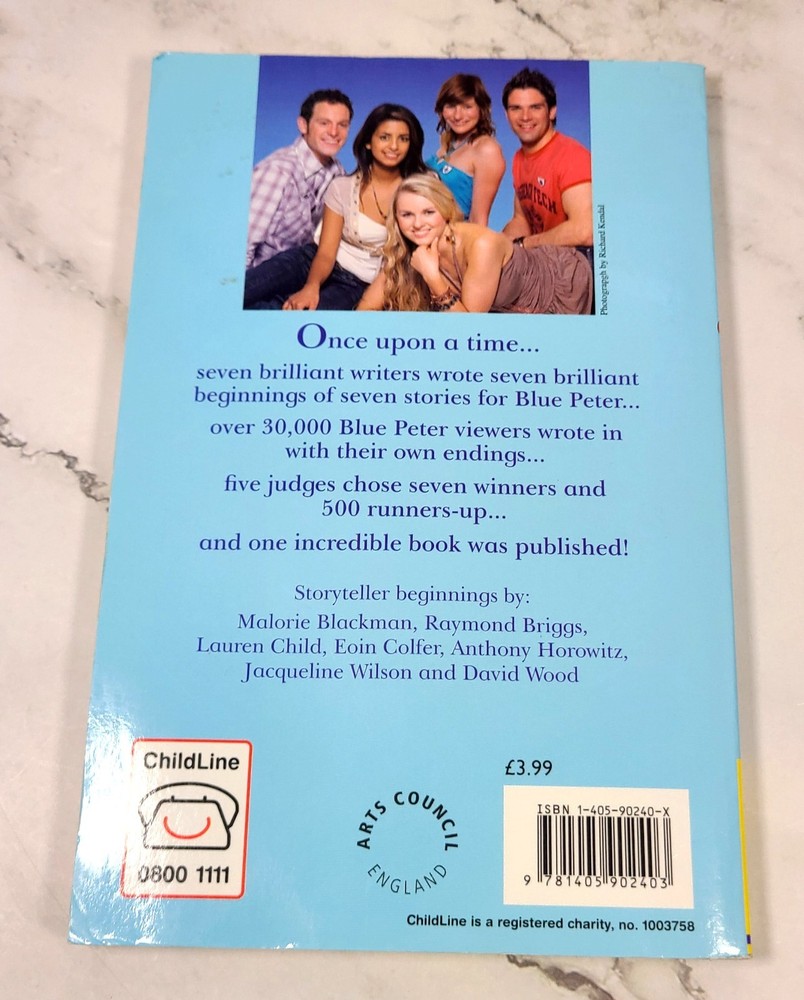 Photograpgh by Richard Kendal
Once upon a time...
seven brilliant writers wrote seven brilliant
beginnings of seven stories for Blue Peter...
over 30,000 Blue Peter viewers wrote in
with their own endings...
five judges chose seven winners and
500 runners-up...
and one incredible book was published!
Storyteller beginnings by:
Malorie Blackman, Raymond Briggs,
Lauren Child, Eoin Colfer, Anthony Horowitz,
Jacqueline Wilson and David Wood
ChildLine
0800 1111
ARTS COUNCIL
ENGLAND
£3.99
ISBN 1-405-90240-X
9 781405 902403
ChildLine is a registered charity, no. 1003758